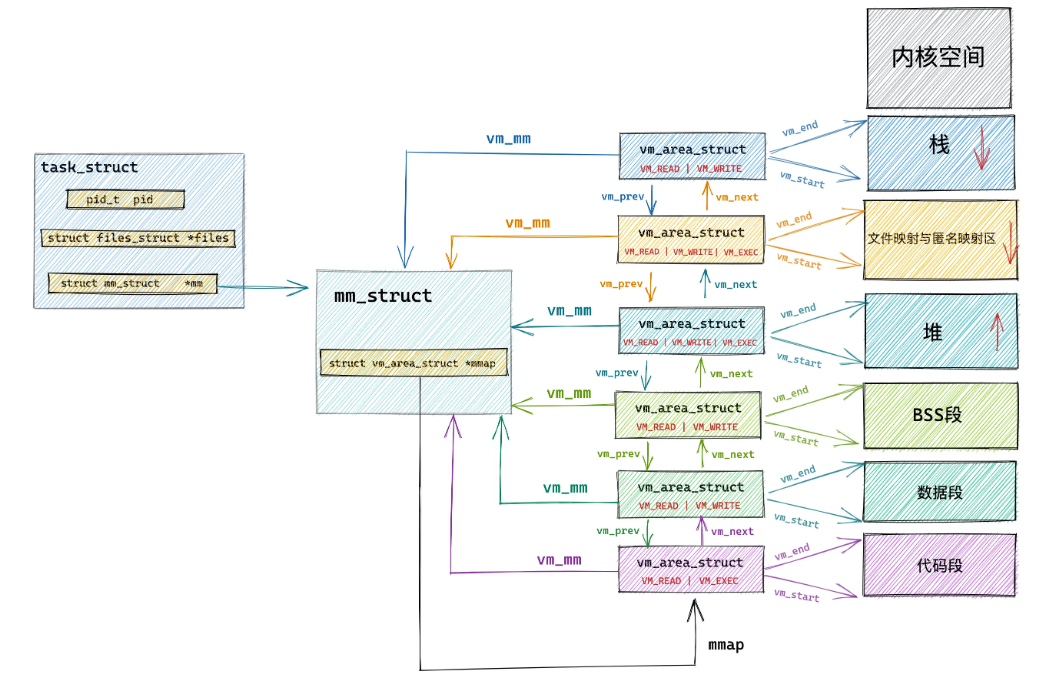 内核空间
vm_mm
vm_area_struct
VM_READ | VM_WRITE
vm_end
vm_start
栈
task_struct
pid_t pid
struct files_struct *files
struct mm_struct *mm
vm_prev
vm_next
vm_mm
vm_area_struct
VM_READ | VM_WRITE| VM_EXEC
vm_end
vm_start
文件映射与匿名映射区
vm_prev
vm_next
mm_struct
struct vm_area_struct *mmap
vm_mm
vm_area_struct
VM_READ | VM_WRITE| VM_EXEC
vm_end
vm_start
堆
vm_prev
vm_next
vm_mm
vm_area_struct
VM_READ | VM_WRITE
vm_end
vm_start
BSS段
vm_prev
vm_next
vm_mm
vm_area_struct
VM_READ | VM_WRITE
vm_end
vm_start
数据段
vm_prev
vm_next
vm_mm
vm_area_struct
VM_READ | VM_EXEC
vm_end
vm_start
代码段
mmap